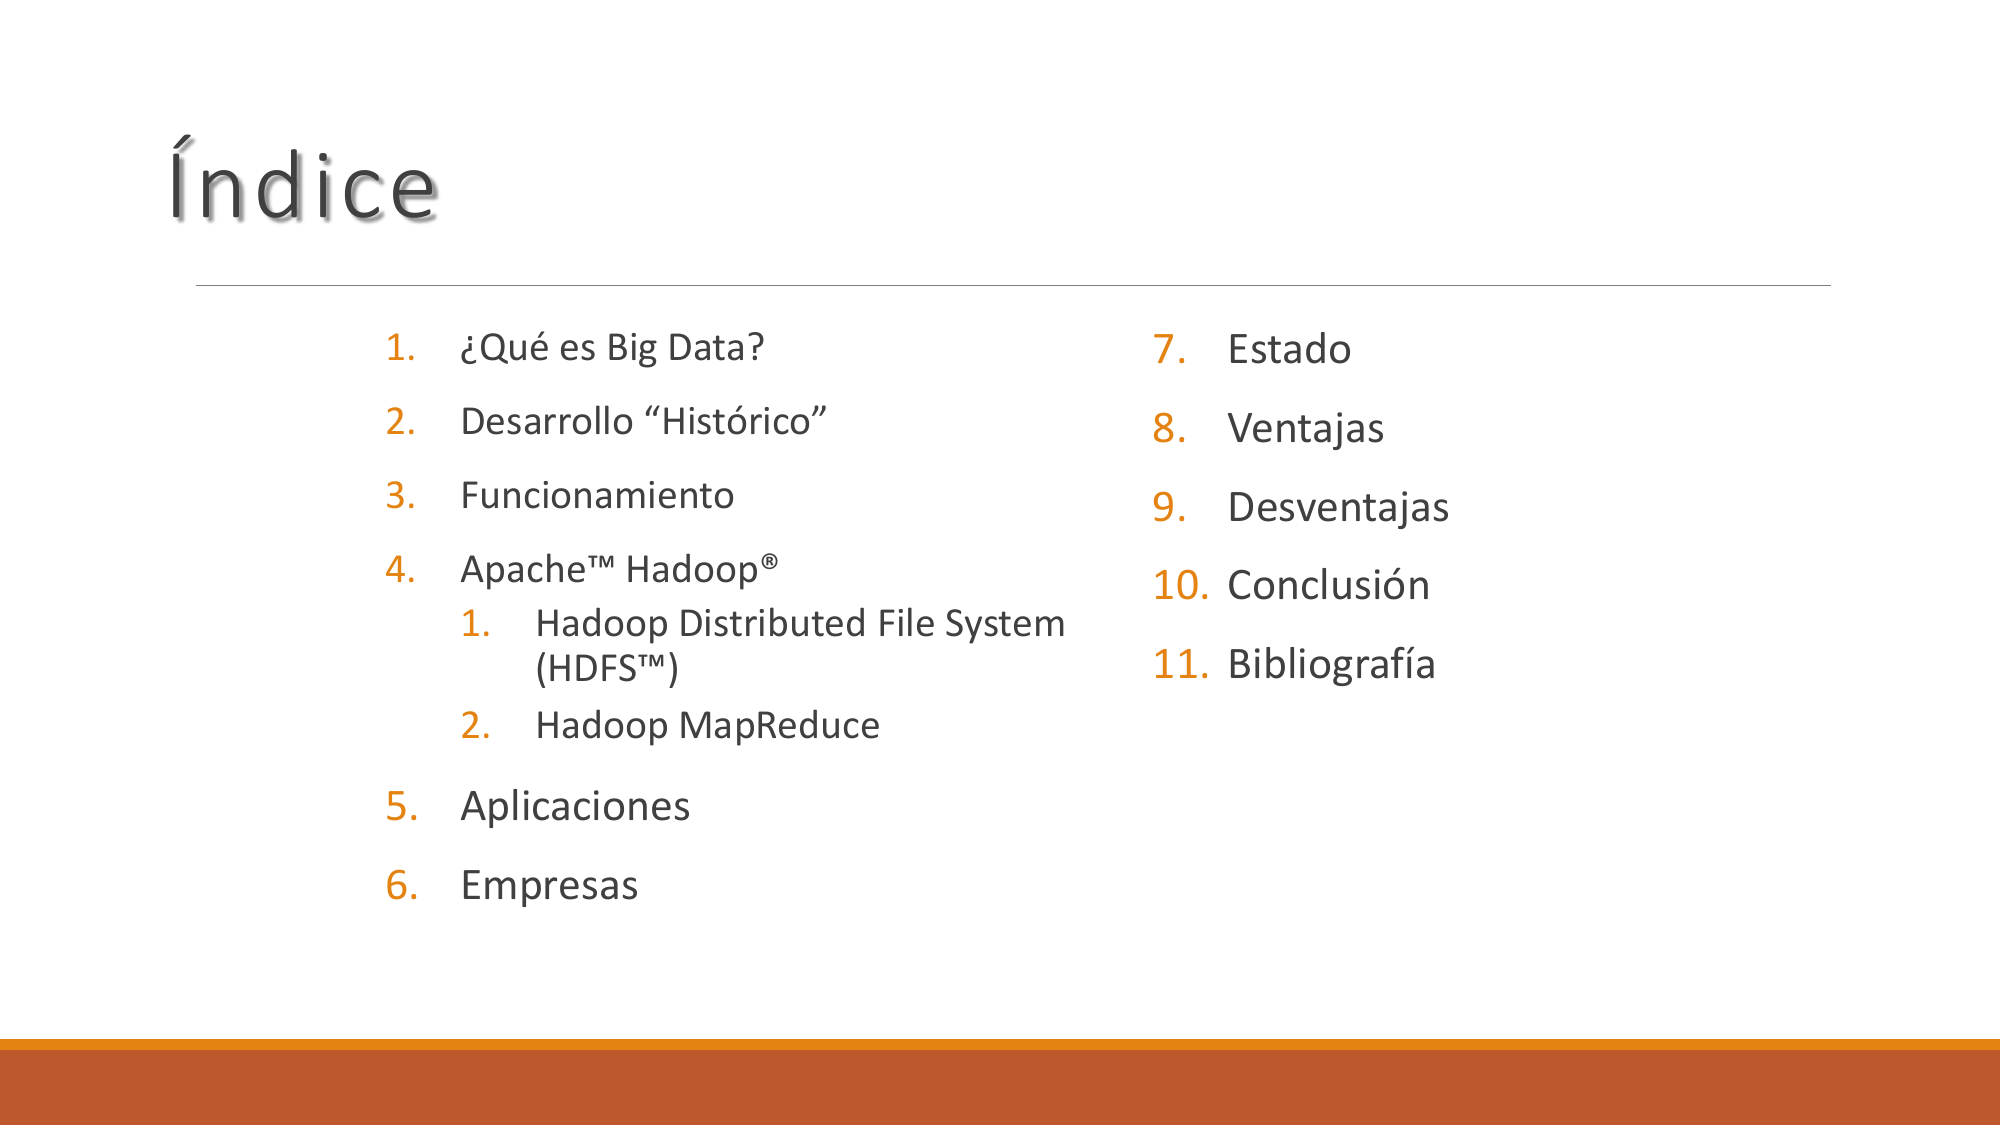 Índice
1. ¿Qué es Big Data?
2. Desarrollo “Histórico”
3. Funcionamiento
4. Apache™ Hadoop®
1. Hadoop Distributed File System
(HDFS™)
2. Hadoop MapReduce
5. Aplicaciones
6. Empresas
7. Estado
8. Ventajas
9. Desventajas
10. Conclusión
11. Bibliografía